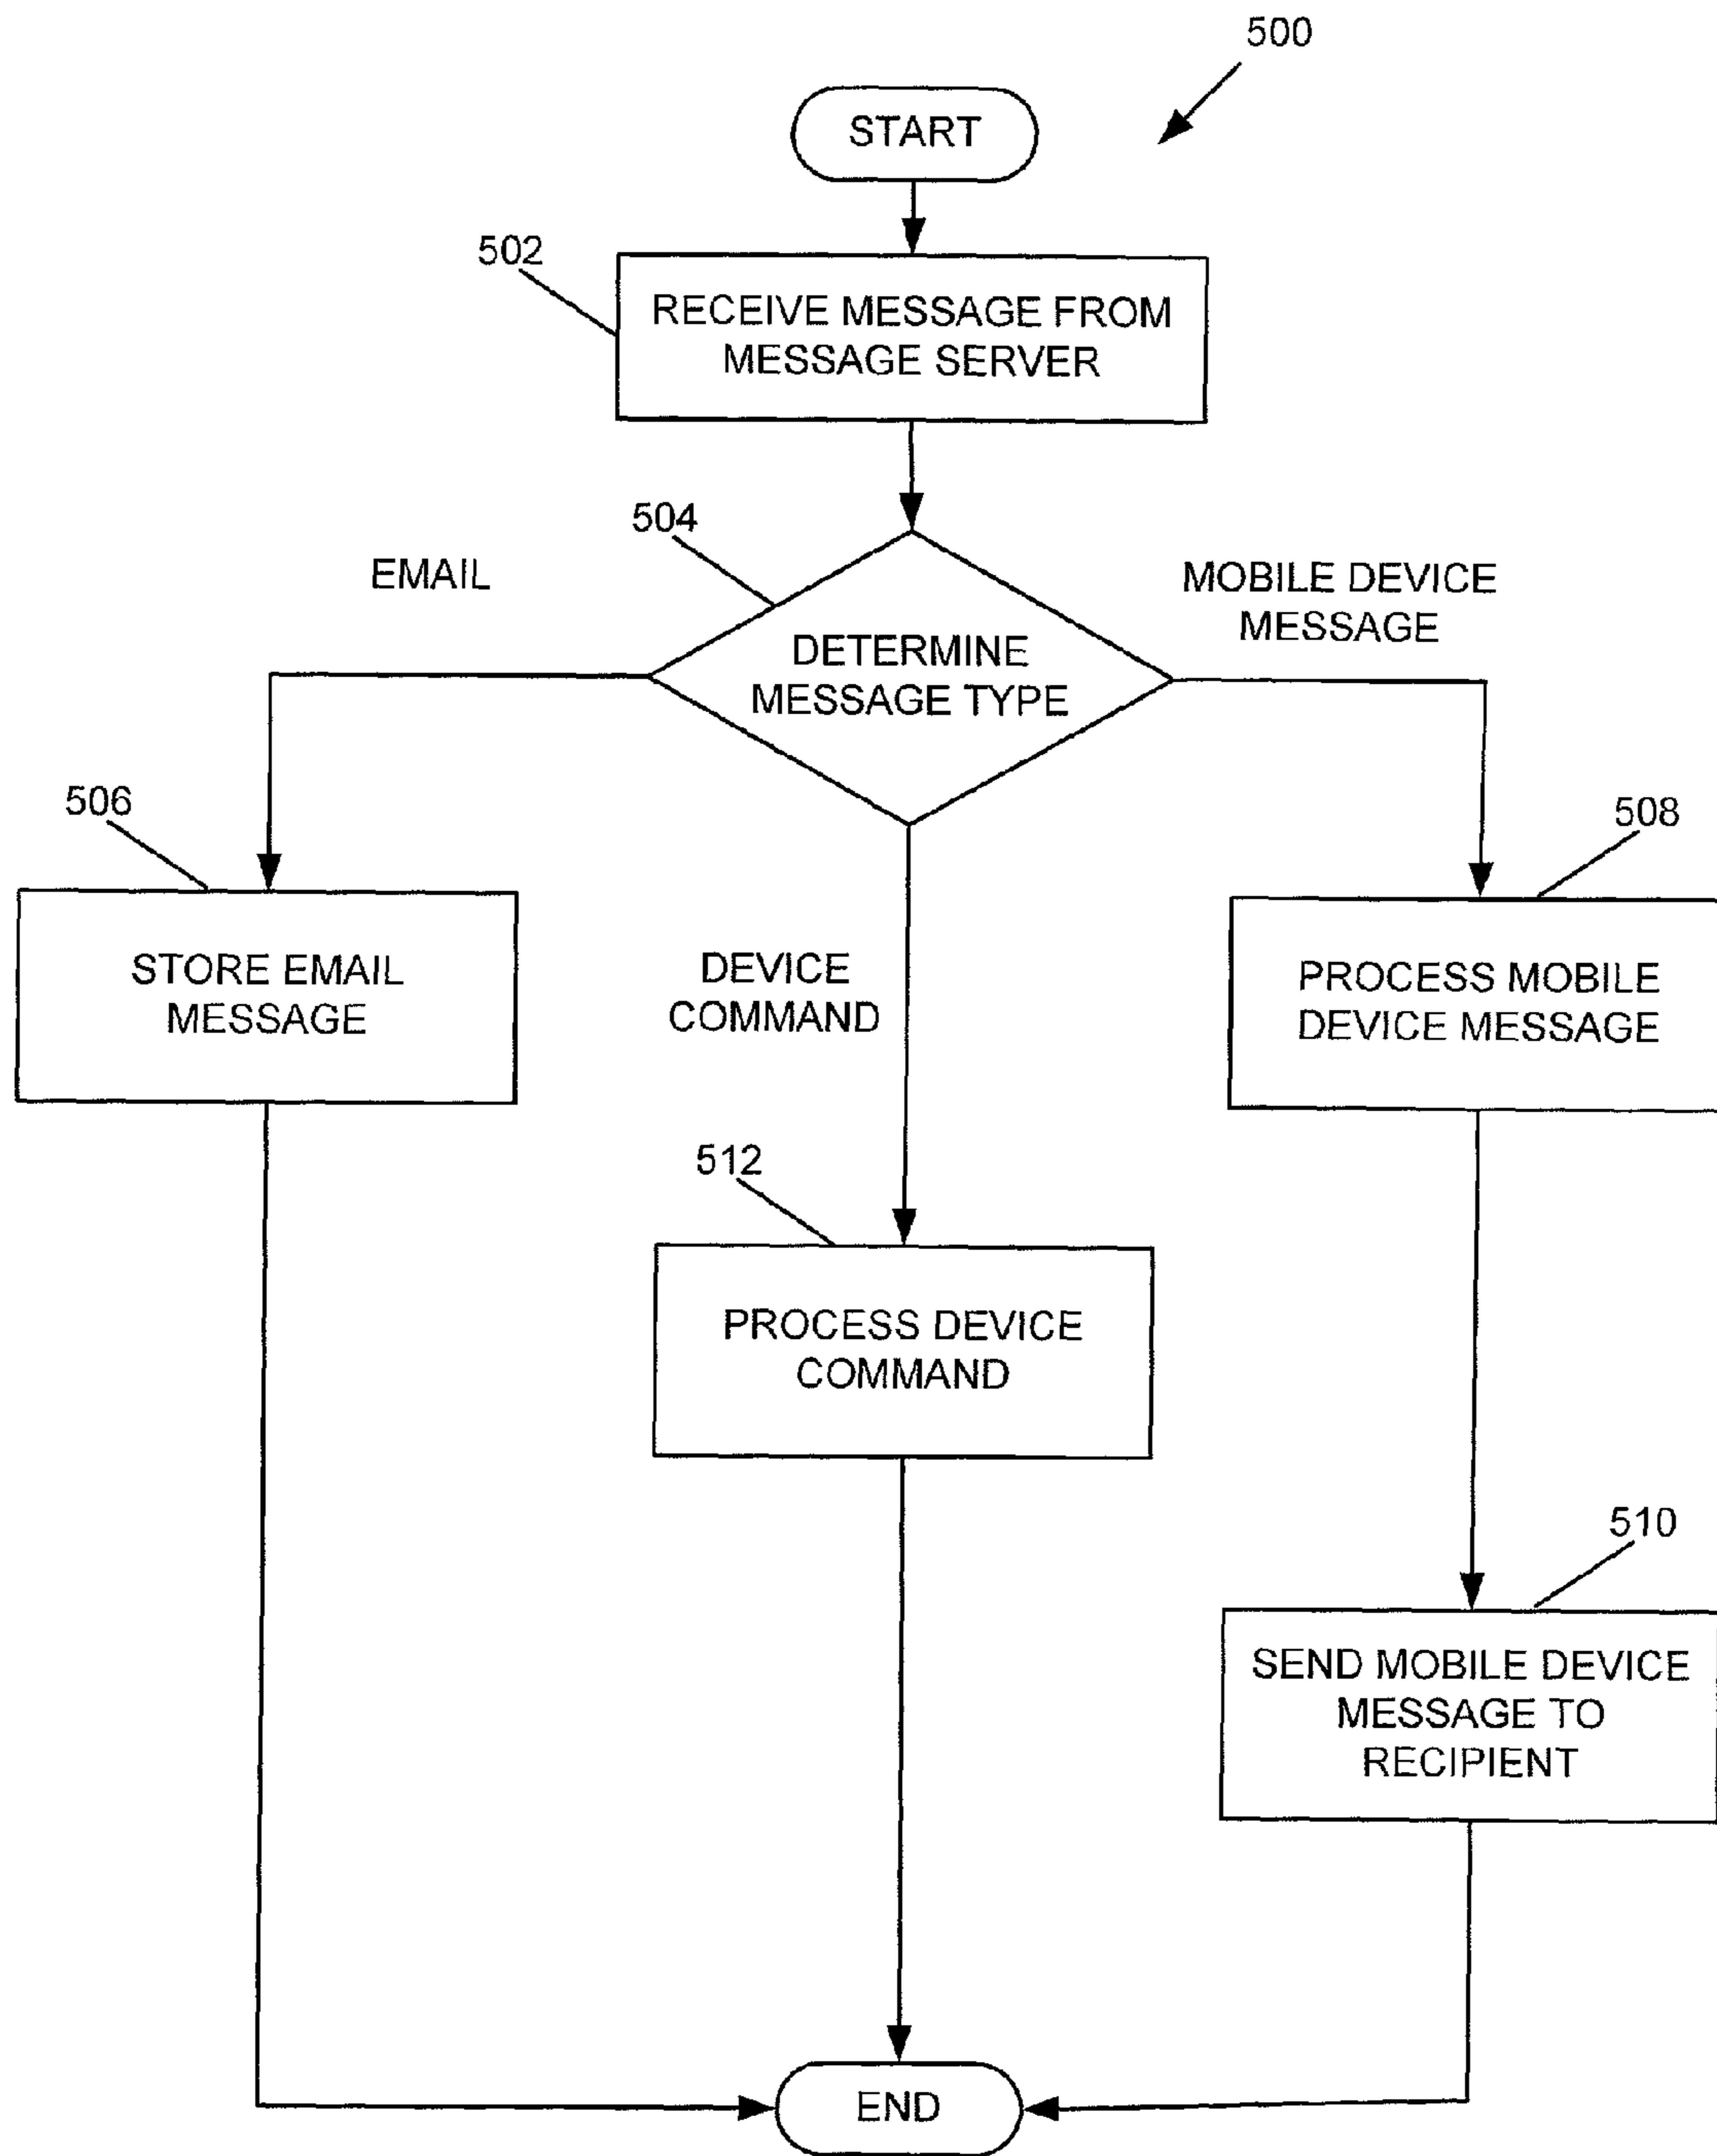 500
START
502
RECEIVE MESSAGE FROM
MESSAGE SERVER
504
EMAIL
MOBILE DEVICE
MESSAGE
DETERMINE
MESSAGE TYPE
506
508
STORE EMAIL
MESSAGE
DEVICE
COMMAND
PROCESS MOBILE
DEVICE MESSAGE
512
PROCESS DEVICE
COMMAND
510
SEND MOBILE DEVICE
MESSAGE TO
RECIPIENT
END